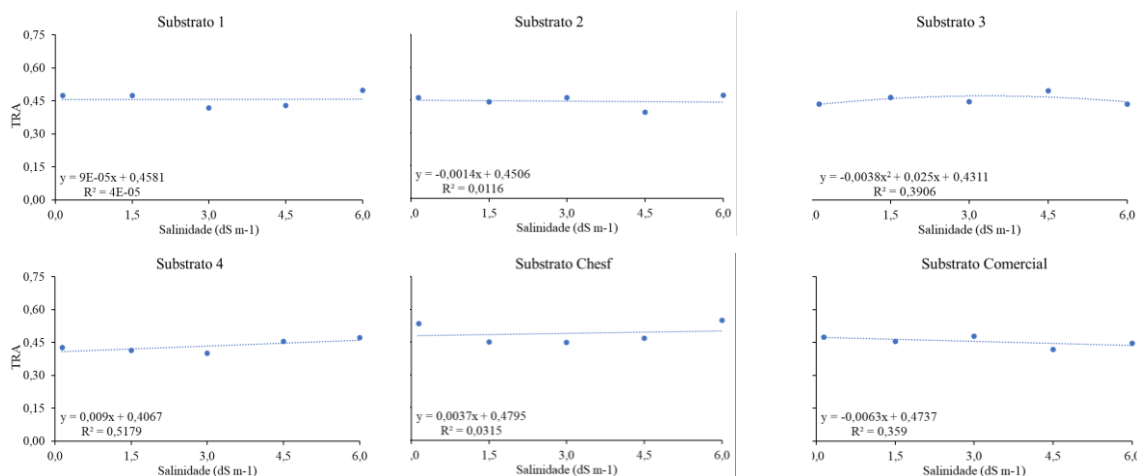 Substrato 1
0,75
0,60
0,45
0,30
0,15
0,00
TRA
y = 9E-05x + 0,4581
R² = 4E-05
0,0 1,5 3,0 4,5 6,0
Salinidade (dS m-1)
Substrato 2
y = -0,0014x + 0,4506
R² = 0,0116
,0 1,5 3,0 4,5 6,0
Salinidade (dS m-1)
Substrato 3
y = -0,0038x² + 0,025x + 0,4311
R² = 0,3906
,0 1,5 3,0 4,5 6,0
Salinidade (dS m-1)
Substrato 4
0,75
0,60
0,45
0,30
0,15
0,00
TRA
y = 0,009x + 0,4067
R² = 0,5179
0,0 1,5 3,0 4,5 6,0
Salinidade (dS m-1)
Substrato Chesf
y = 0,0037x + 0,4795
R² = 0,0315
,0 1,5 3,0 4,5 6,0
Salinidade (dS m-1)
Substrato Comercial
y = -0,0063x + 0,4737
R² = 0,359
,0 1,5 3,0 4,5 6,0
Salinidade (dS m-1)